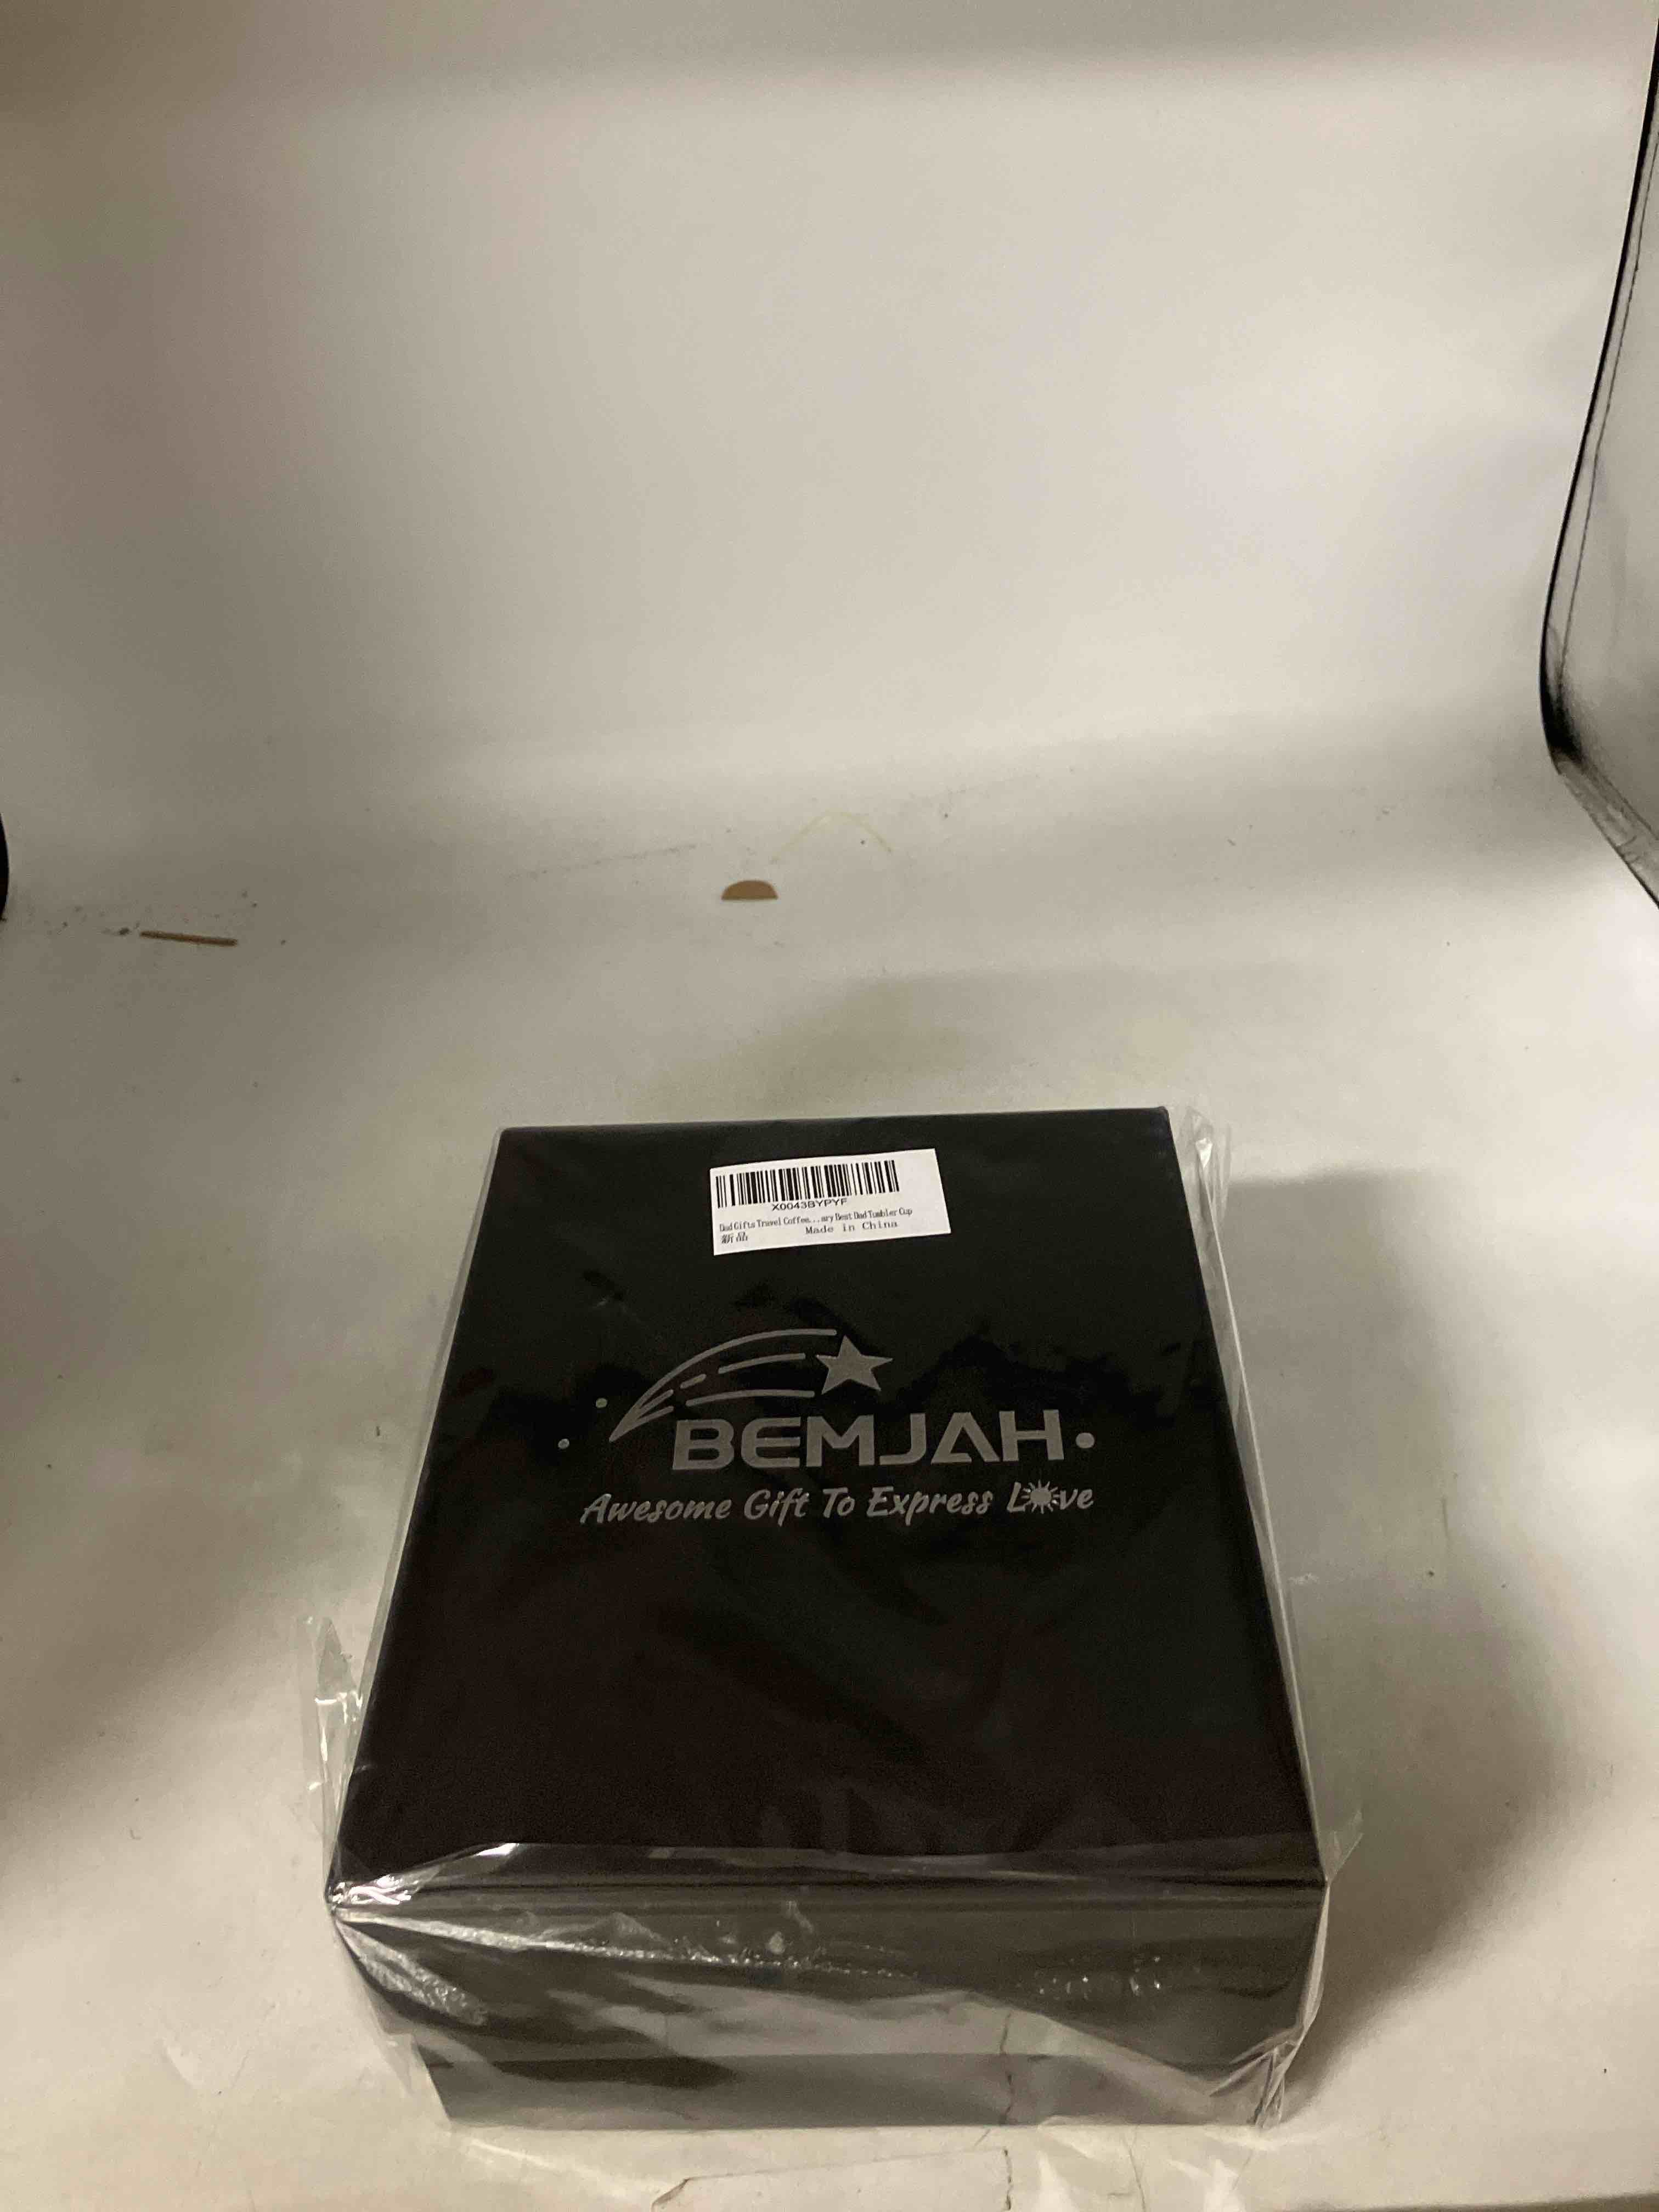 X0043BYPYF
Dad Gifts Travel Coffee...ary Best Dad Tumbler Cup
新品 Made in China
BEMJAH
Awesome Gift To Express Love